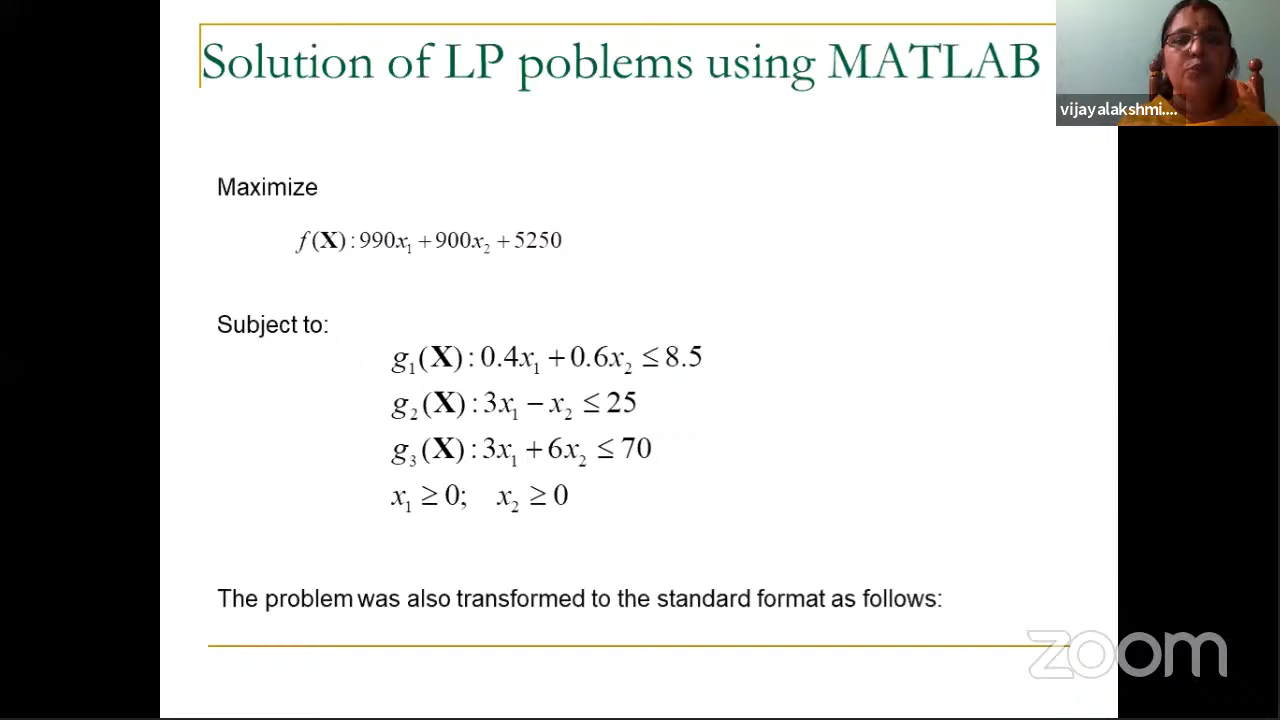 Solution of LP poblems using MATLAB
vijayalakshmi....
Maximize
f(X) : 990x₁ + 900x₂ + 5250
Subject to:
g₁(X) : 0.4x₁ + 0.6x₂ ≤ 8.5
g₂(X) : 3x₁ − x₂ ≤ 25
g₃(X) : 3x₁ + 6x₂ ≤ 70
x₁ ≥ 0; x₂ ≥ 0
The problem was also transformed to the standard format as follows:
zoom